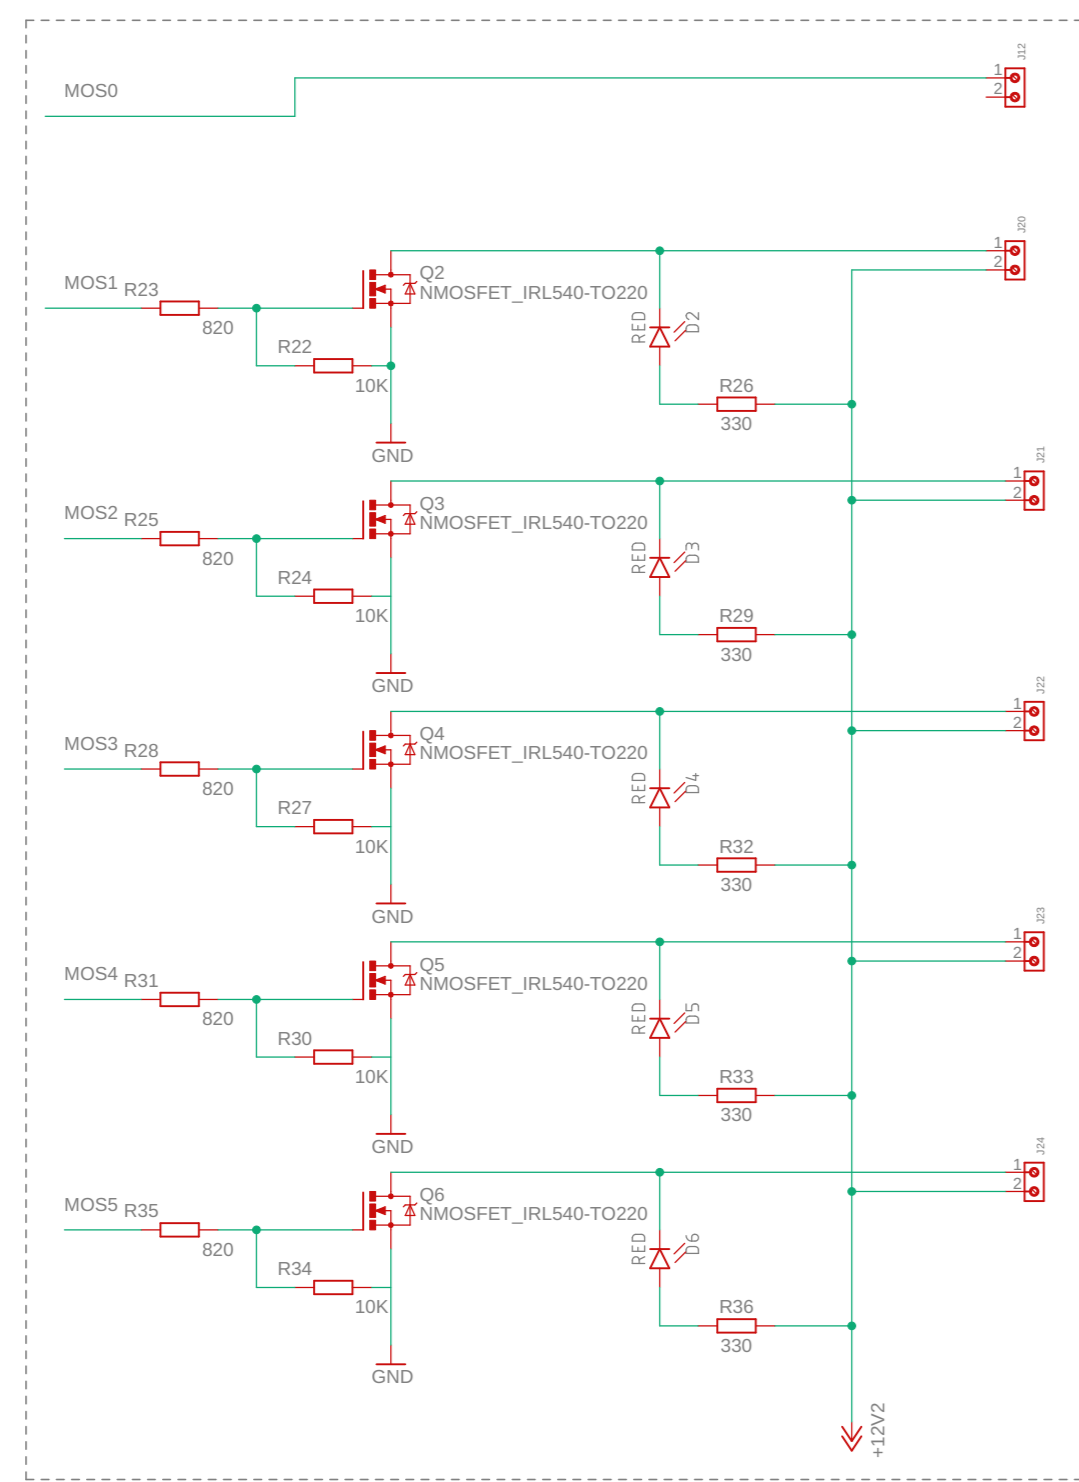 J12
1
MOS0
2
J20
1
2
MOS1
R23
Q2
NMOSFET_IRL540-TO220
820
RED
D2
R22
10K
R26
330
GND
J21
1
2
MOS2
R25
Q3
NMOSFET_IRL540-TO220
820
RED
D3
R24
10K
R29
330
GND
J22
1
2
MOS3
R28
Q4
NMOSFET_IRL540-TO220
820
RED
D4
R27
10K
R32
330
GND
J23
1
2
MOS4
R31
Q5
NMOSFET_IRL540-TO220
820
RED
D5
R30
10K
R33
330
GND
J24
1
2
MOS5
R35
Q6
NMOSFET_IRL540-TO220
820
RED
D6
R34
10K
R36
330
GND
+12V2